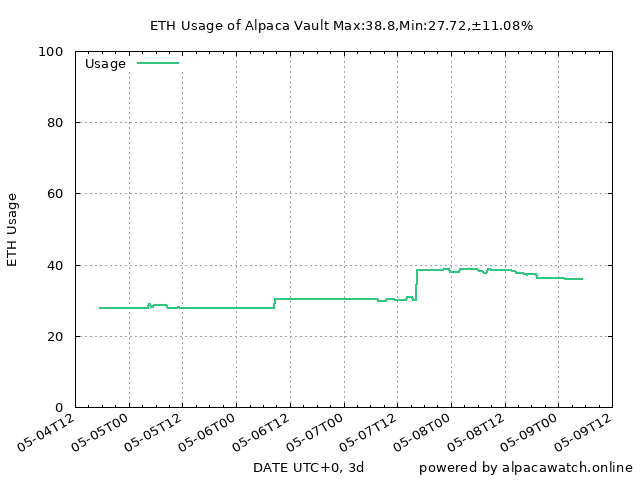 ETH Usage of Alpaca Vault Max:38.8,Min:27.72,±11.08%
Usage
100
80
60
40
20
0
ETH Usage
05-04T12
05-05T00
05-05T12
05-06T00
05-06T12
05-07T00
05-07T12
05-08T00
05-08T12
05-09T00
05-09T12
DATE UTC+0, 3d
powered by alpacawatch.online